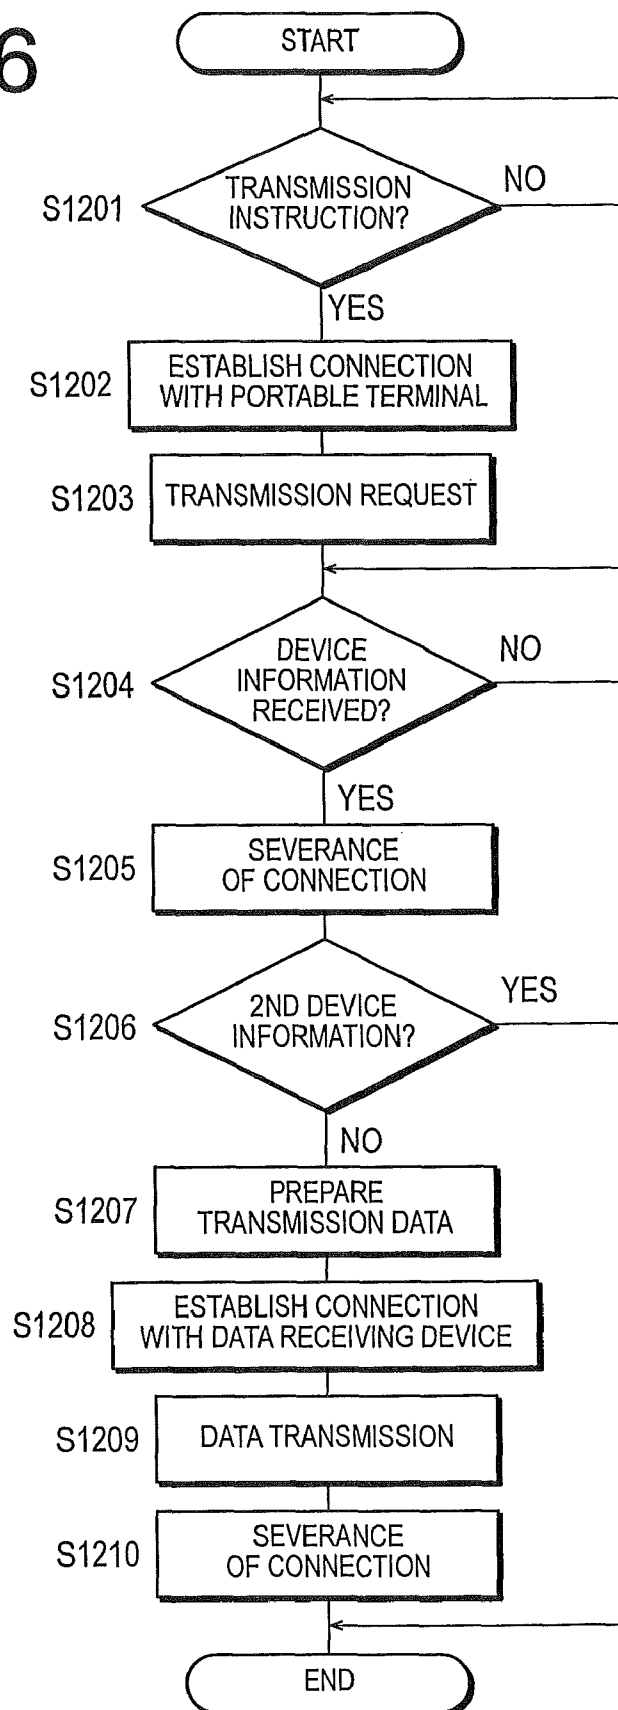 6
START
S1201
TRANSMISSION
INSTRUCTION?
NO
YES
S1202
ESTABLISH CONNECTION
WITH PORTABLE TERMINAL
S1203
TRANSMISSION REQUEST
S1204
DEVICE
INFORMATION
RECEIVED?
NO
YES
S1205
SEVERANCE
OF CONNECTION
S1206
2ND DEVICE
INFORMATION?
YES
NO
S1207
PREPARE
TRANSMISSION DATA
S1208
ESTABLISH CONNECTION
WITH DATA RECEIVING DEVICE
S1209
DATA TRANSMISSION
S1210
SEVERANCE
OF CONNECTION
END